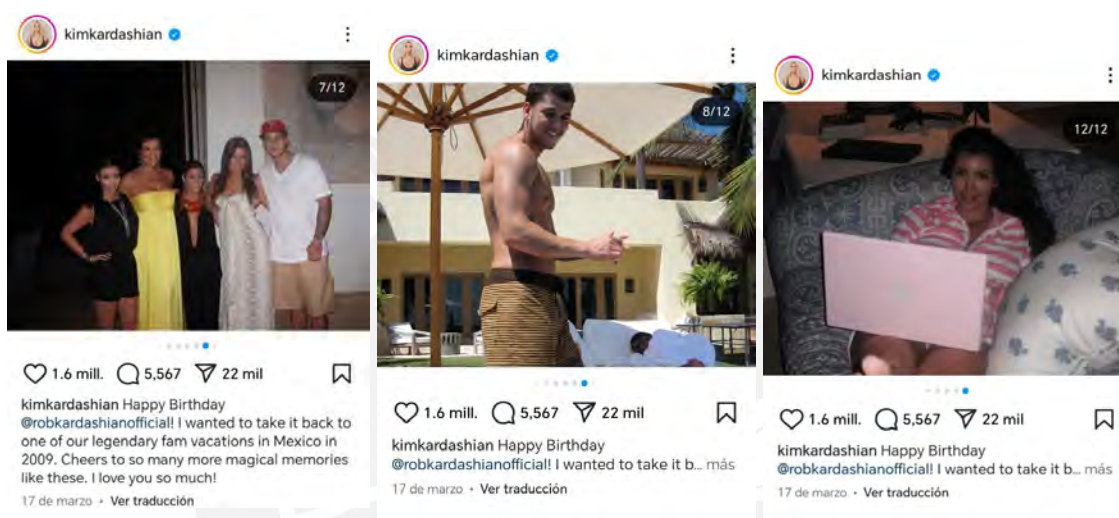 kimkardashian
7/12
1.6 mill. 5,567 22 mil
kimkardashian Happy Birthday
@robkardashianofficial! I wanted to take it back to
one of our legendary fam vacations in Mexico in
2009. Cheers to so many more magical memories
like these. I love you so much!
17 de marzo • Ver traducción
kimkardashian
8/12
1.6 mill. 5,567 22 mil
kimkardashian Happy Birthday
@robkardashianofficial! I wanted to take it b... más
17 de marzo • Ver traducción
kimkardashian
12/12
1.6 mill. 5,567 22 mil
kimkardashian Happy Birthday
@robkardashianofficial! I wanted to take it b... más
17 de marzo • Ver traducción